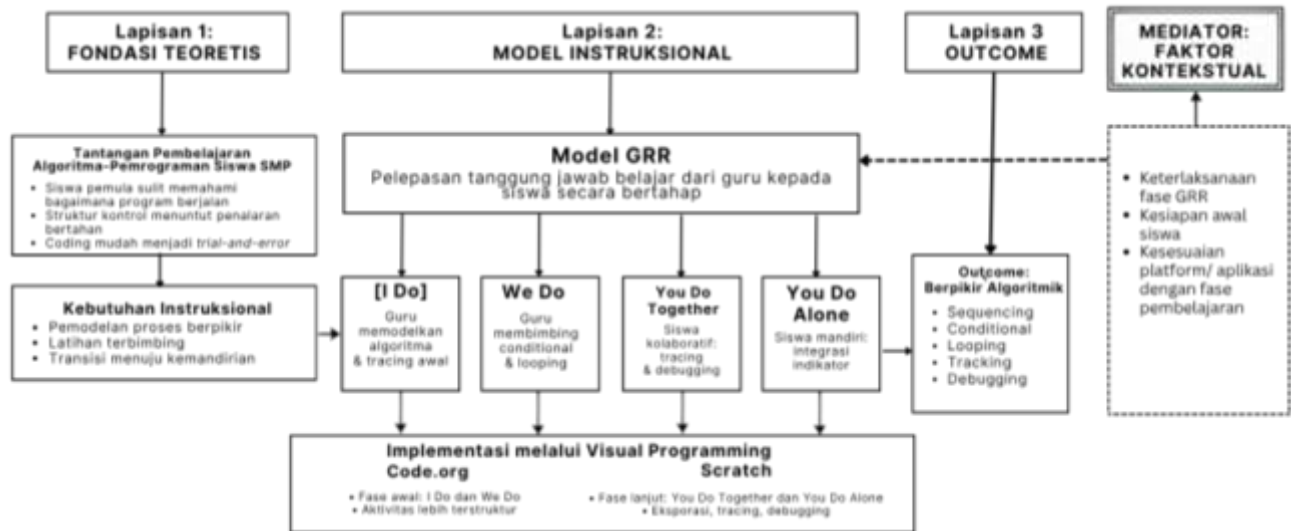 Lapisan 1:
FONDASI TEORETIS
Lapisan 2:
MODEL INSTRUKSIONAL
Lapisan 3
OUTCOME
MEDIATOR:
FAKTOR
KONTEKSTUAL
Tantangan Pembelajaran
Algoritma-Pemrograman Siswa SMP
• Siswa pemula sulit memahami
bagaimana program berjalan
• Struktur kontrol menuntut penalaran
bertahan
• Coding mudah menjadi trial-and-error
Kebutuhan Instruksional
• Pemodelan proses berpikir
• Latihan terbimbing
• Transisi menuju kemandirian
Model GRR
Pelepasan tanggung jawab belajar dari guru kepada
siswa secara bertahap
[I Do]
Guru
memodelkan
algoritma
& tracing awal
We Do
Guru
membimbing
conditional
& looping
You Do
Together
Siswa
kolaboratif:
tracing
& debugging
You Do
Alone
Siswa mandiri:
integrasi
indikator
Outcome:
Berpikir Algoritmik
• Sequencing
• Conditional
• Looping
• Tracking
• Debugging
• Keterlaksanaan
fase GRR
• Kesiapan awal
siswa
• Kesesuaian
platform/ aplikasi
dengan fase
pembelajaran
Implementasi melalui Visual Programming
Code.org
• Fase awal: I Do dan We Do
• Aktivitas lebih terstruktur
Scratch
• Fase lanjut: You Do Together dan You Do Alone
• Eksporasi, tracing, debugging